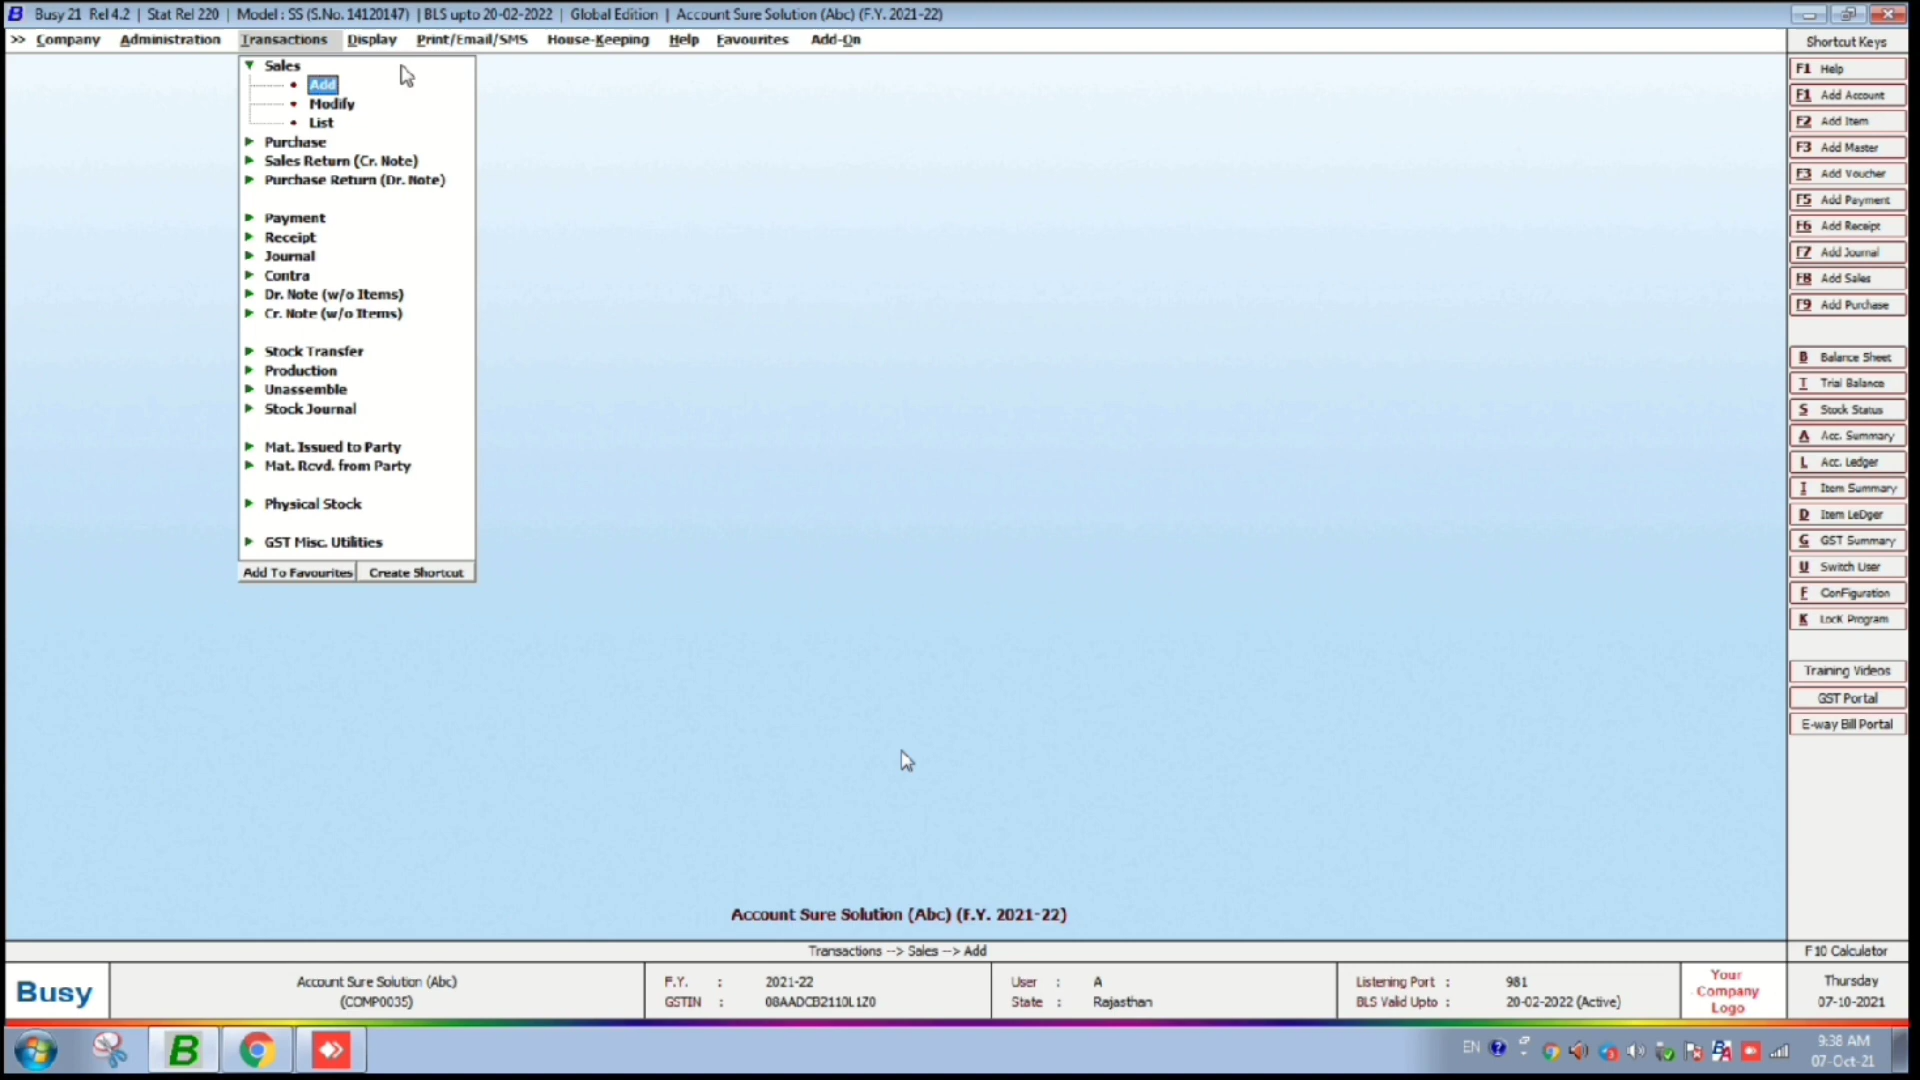 Busy 21 Rel 4.2 | Stat Rel 220 | Model : SS (S.No. 14120147) | BLS upto 20-02-2022 | Global Edition | Account Sure Solution (Abc) (F.Y. 2021-22)
>> Company Administration Transactions Display Print/Email/SMS House-Keeping Help Favourites Add-On
Sales
Add
Modify
List
Purchase
Sales Return (Cr. Note)
Purchase Return (Dr. Note)
Payment
Receipt
Journal
Contra
Dr. Note (w/o Items)
Cr. Note (w/o Items)
Stock Transfer
Production
Unassemble
Stock Journal
Mat. Issued to Party
Mat. Rcvd. from Party
Physical Stock
GST Misc. Utilities
Add To Favourites Create Shortcut
Shortcut Keys
F1 Help
F1 Add Account
F2 Add Item
F3 Add Master
F3 Add Voucher
F5 Add Payment
F6 Add Receipt
F7 Add Journal
F8 Add Sales
F9 Add Purchase
B Balance Sheet
T Trial Balance
S Stock Status
A Acc. Summary
L Acc. Ledger
I Item Summary
D Item LeDger
G GST Summary
U Switch User
F ConFiguration
K LocK Program
Training Videos
GST Portal
E-way Bill Portal
Account Sure Solution (Abc) (F.Y. 2021-22)
Transactions --> Sales --> Add
F10 Calculator
Busy
Account Sure Solution (Abc)
(COMP0035)
F.Y. : 2021-22
GSTIN : 08AADCB2110L1Z0
User : A
State : Rajasthan
Listening Port : 981
BLS Valid Upto : 20-02-2022 (Active)
Your
Company
Logo
Thursday
07-10-2021
EN
9:38 AM
07-Oct-21